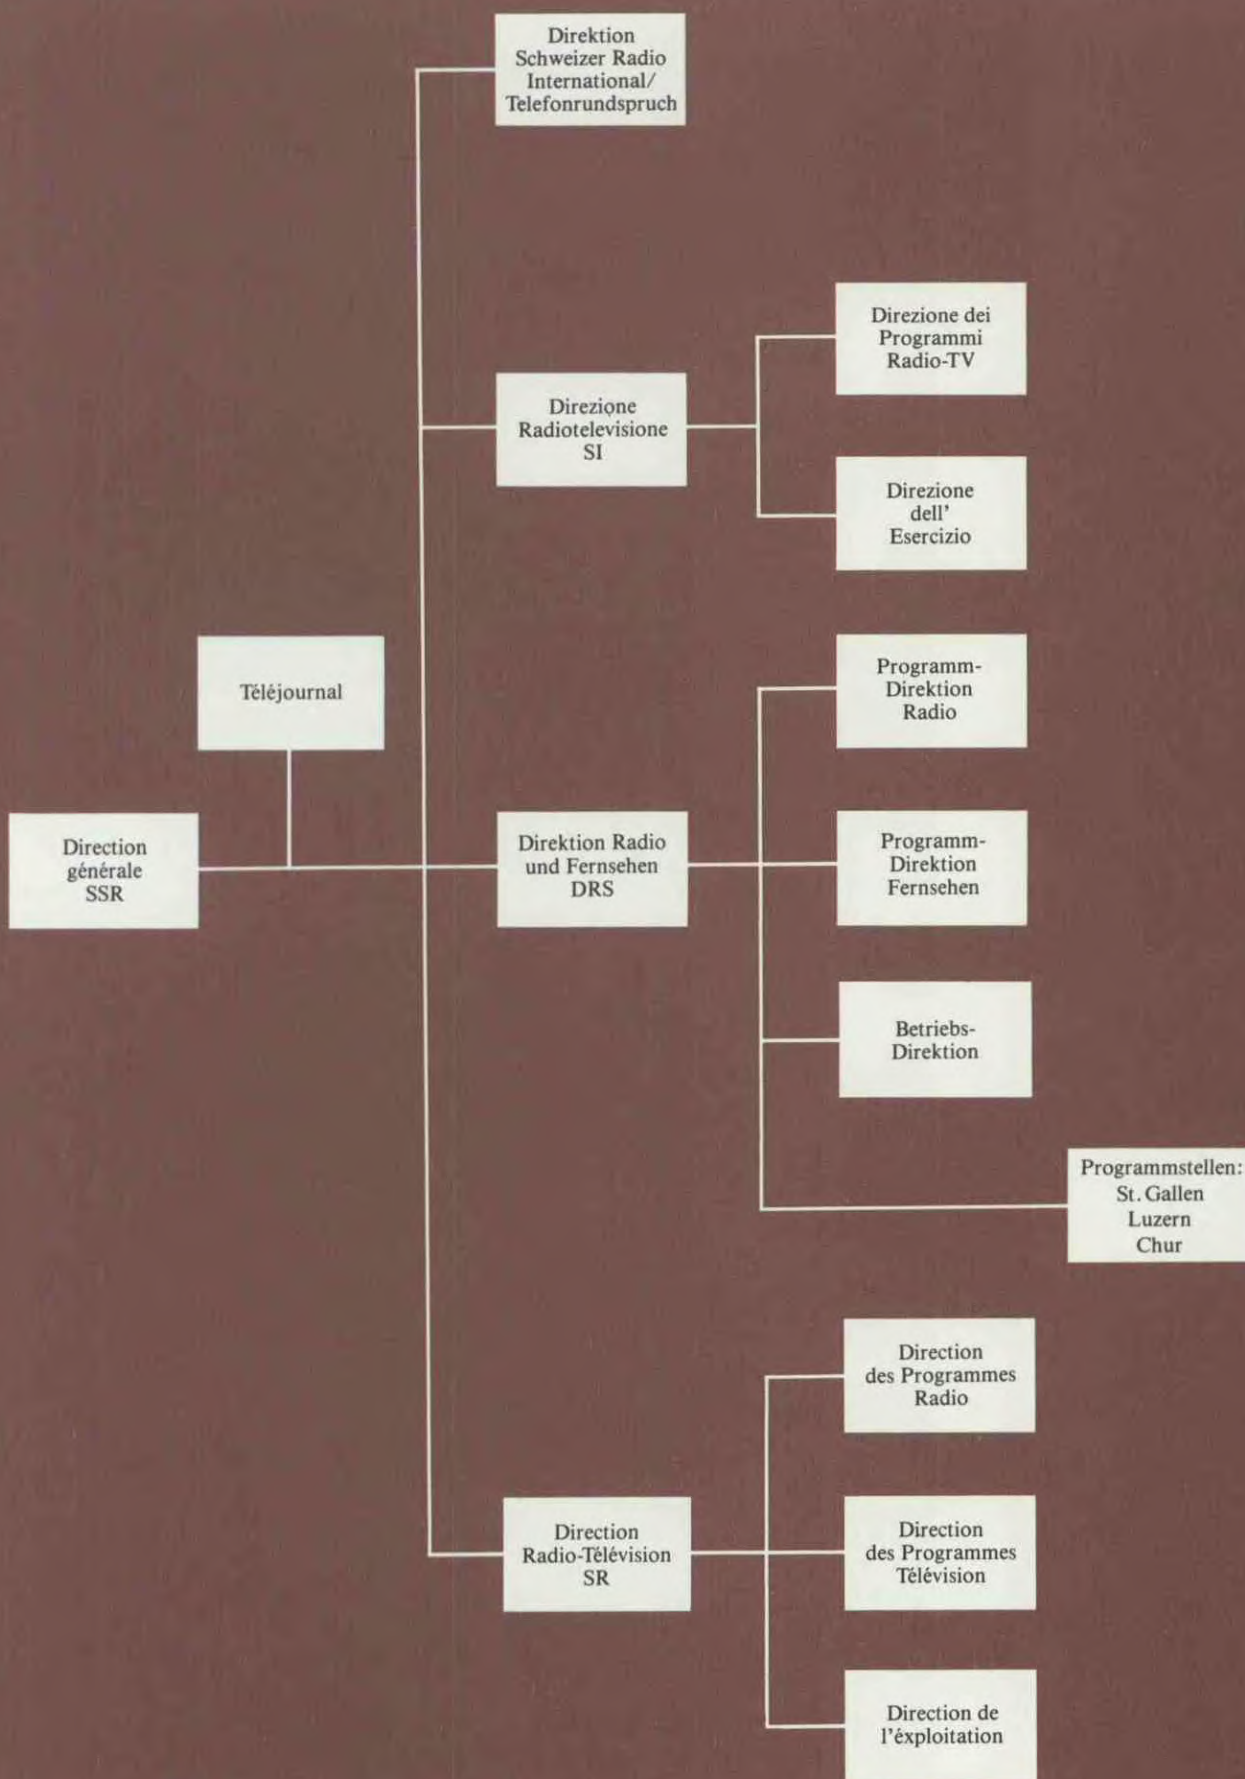 Direktion
Schweizer Radio
International/
Telefonrundspruch
Direzione dei
Programmi
Radio-TV
Direzione
Radiotelevisione
SI
Direzione
dell'
Esercizio
Téléjournal
Programm-
Direktion
Radio
Direction
générale
SSR
Direktion Radio
und Fernsehen
DRS
Programm-
Direktion
Fernsehen
Betriebs-
Direktion
Programmstellen:
St. Gallen
Luzern
Chur
Direction
des Programmes
Radio
Direction
Radio-Télévision
SR
Direction
des Programmes
Télévision
Direction de
l'éxploitation